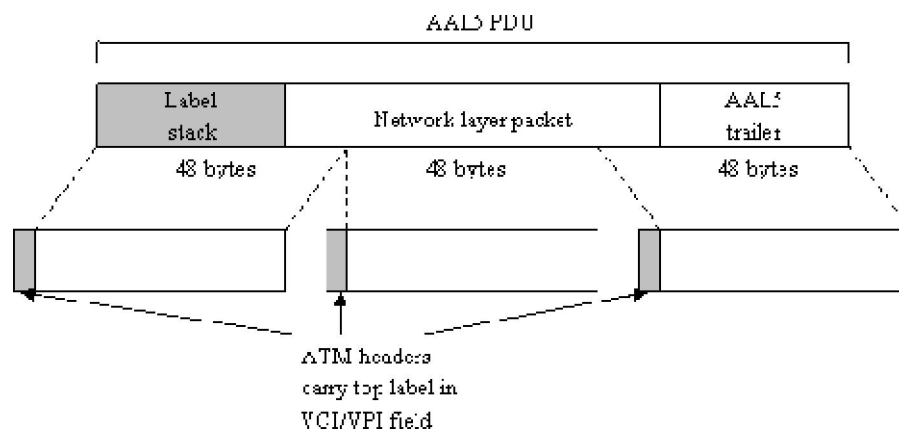 AAL5 PDU
Label
stack
Network layer packet
AAL5
trailer
48 bytes
48 bytes
48 bytes
ATM headers
carry top label in
VCI/VPI field